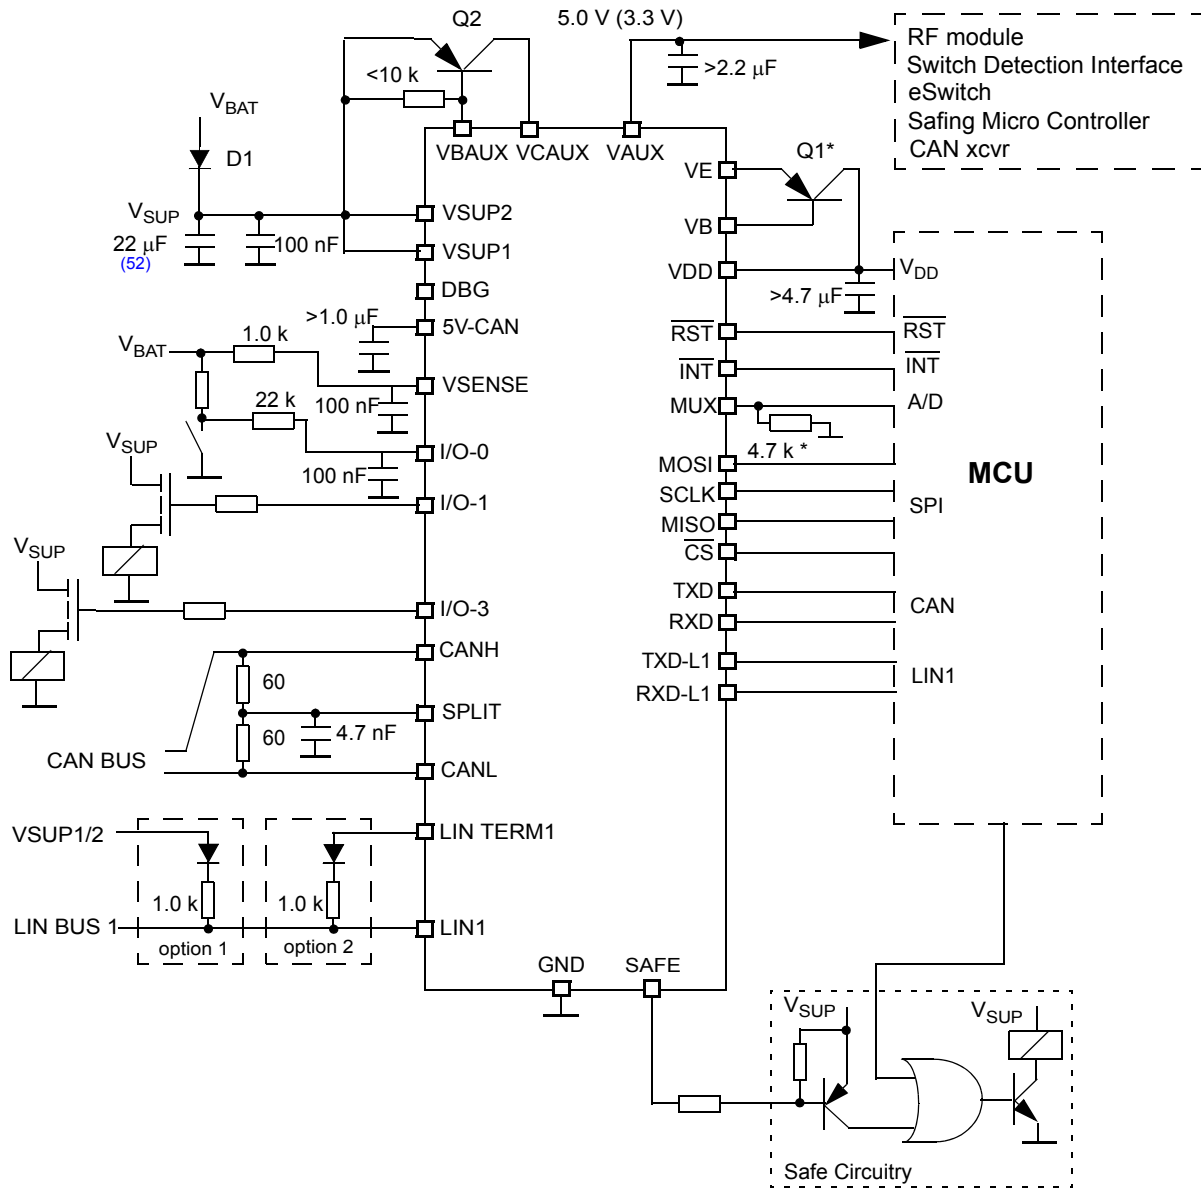 Q2
5.0 V (3.3 V)
RF module
Switch Detection Interface
eSwitch
Safing Micro Controller
CAN xcvr
>2.2 μF
<10 k
VBAT
D1
VBAUX VCAUX VAUX
Q1*
VE
VB
VSUP
22 μF
(52)
100 nF
VSUP2
VSUP1
DBG
VDD
VDD
>4.7 μF
>1.0 μF
5V-CAN
RST
RST
VBAT
1.0 k
VSENSE
INT
INT
100 nF
22 k
MUX
A/D
4.7 k *
VSUP
I/O-0
100 nF
MOSI
MCU
I/O-1
SCLK
SPI
MISO
VSUP
CS
I/O-3
TXD
CAN
RXD
CANH
60
TXD-L1
LIN1
RXD-L1
SPLIT
60
4.7 nF
CAN BUS
CANL
VSUP1/2
LIN TERM1
1.0 k
1.0 k
LIN BUS 1
LIN1
option 1
option 2
GND
SAFE
VSUP
VSUP
Safe Circuitry